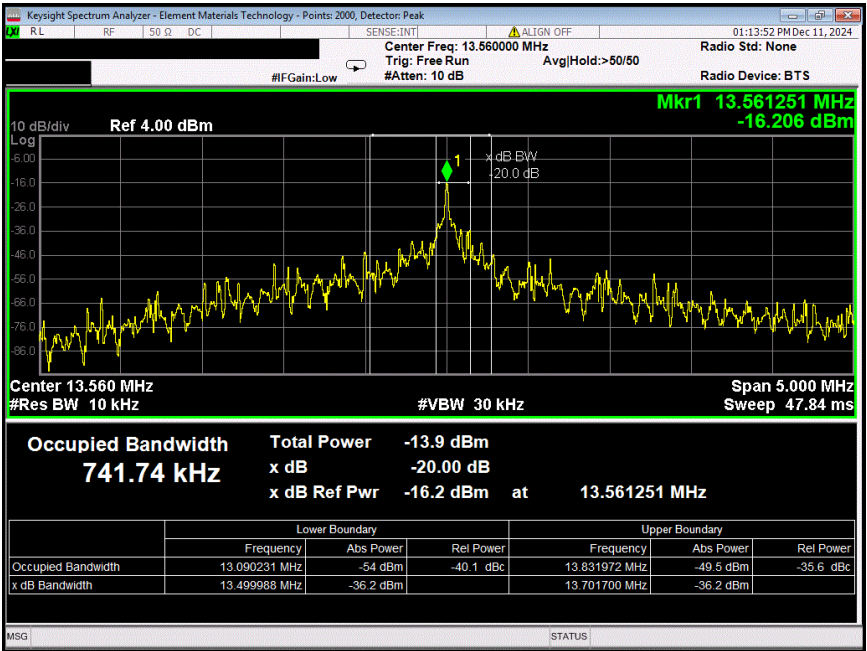 Keysight Spectrum Analyzer - Element Materials Technology - Points: 2000, Detector: Peak
LXI RL RF 50 Ω DC SENSE:INT ALIGN OFF 01:13:52 PM Dec 11, 2024
Center Freq: 13.560000 MHz Radio Std: None
Trig: Free Run Avg|Hold:>50/50
#IFGain:Low #Atten: 10 dB Radio Device: BTS
Mkr1 13.561251 MHz
-16.206 dBm
10 dB/div Ref 4.00 dBm
Log
-6.00
-16.0
-26.0
-36.0
-46.0
-56.0
-66.0
-76.0
-86.0
1
x dB BW
-20.0 dB
Center 13.560 MHz Span 5.000 MHz
#Res BW 10 kHz #VBW 30 kHz Sweep 47.84 ms
Occupied Bandwidth Total Power -13.9 dBm
741.74 kHz x dB -20.00 dB
x dB Ref Pwr -16.2 dBm at 13.561251 MHz
Lower Boundary Upper Boundary
Frequency Abs Power Rel Power Frequency Abs Power Rel Power
Occupied Bandwidth 13.090231 MHz -54 dBm -40.1 dBc 13.831972 MHz -49.5 dBm -35.6 dBc
x dB Bandwidth 13.499988 MHz -36.2 dBm 13.701700 MHz -36.2 dBm
MSG STATUS